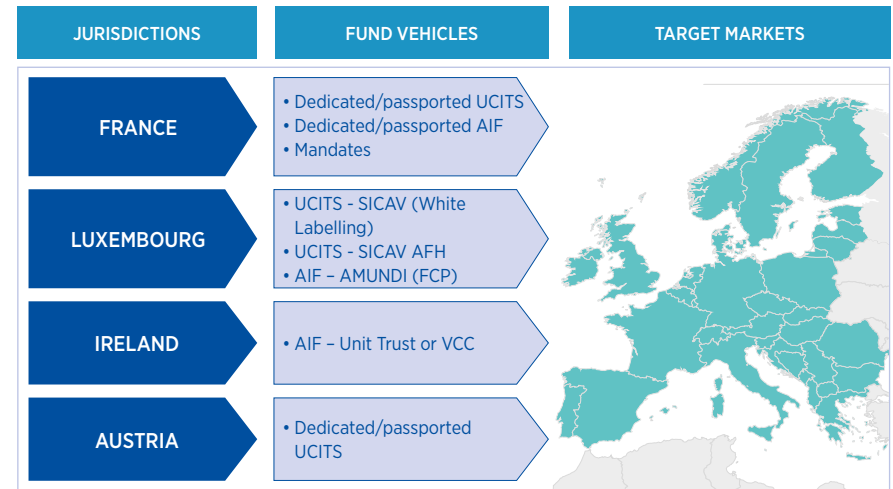 JURISDICTIONS
FUND VEHICLES
TARGET MARKETS
FRANCE
• Dedicated/passported UCITS
• Dedicated/passported AIF
• Mandates
LUXEMBOURG
• UCITS - SICAV (White
Labelling)
• UCITS - SICAV AFH
• AIF – AMUNDI (FCP)
IRELAND
• AIF – Unit Trust or VCC
AUSTRIA
• Dedicated/passported
UCITS